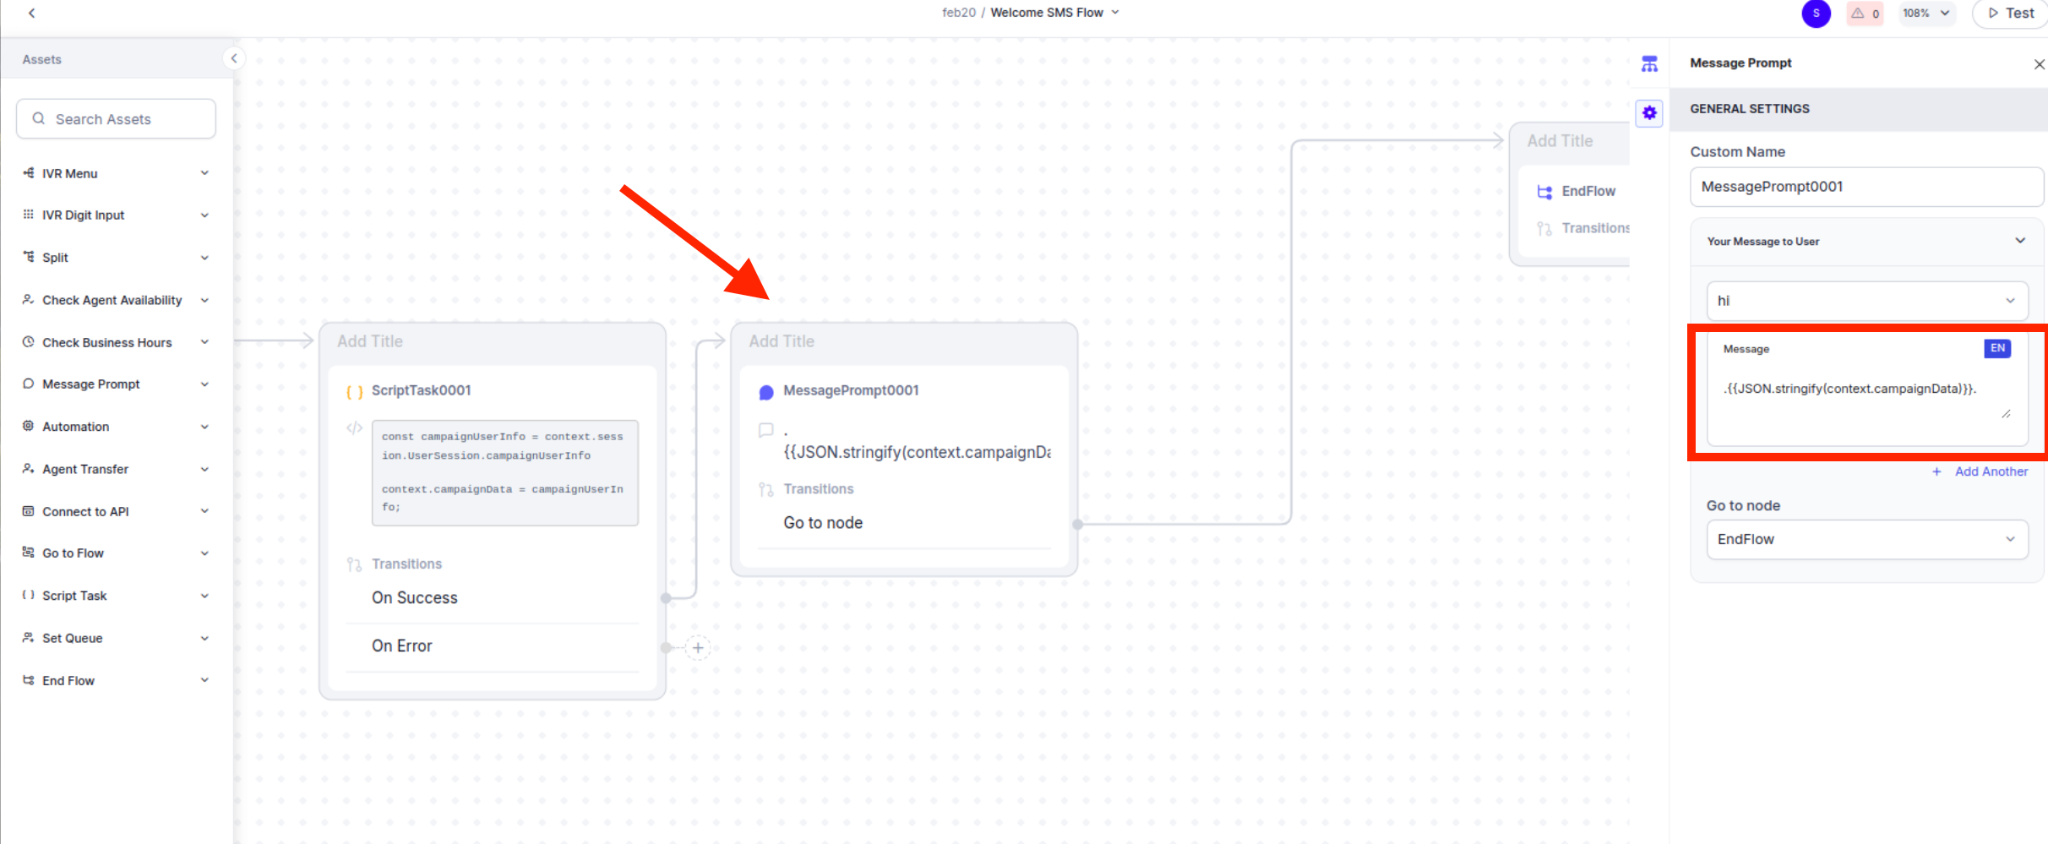 feb20 / Welcome SMS Flow
S
0
108%
Test
Assets
Search Assets
IVR Menu
IVR Digit Input
Split
Check Agent Availability
Check Business Hours
Message Prompt
Automation
Agent Transfer
Connect to API
Go to Flow
Script Task
Set Queue
End Flow
Add Title
ScriptTask0001
const campaignUserInfo = context.sess
ion.UserSession.campaignUserInfo
context.campaignData = campaignUserIn
fo;
Transitions
On Success
On Error
Add Title
MessagePrompt0001
.
{{JSON.stringify(context.campaignDa
Transitions
Go to node
Add Title
EndFlow
Transitions
Message Prompt
GENERAL SETTINGS
Custom Name
MessagePrompt0001
Your Message to User
hi
Message
EN
.{{JSON.stringify(context.campaignData)}}.
+ Add Another
Go to node
EndFlow